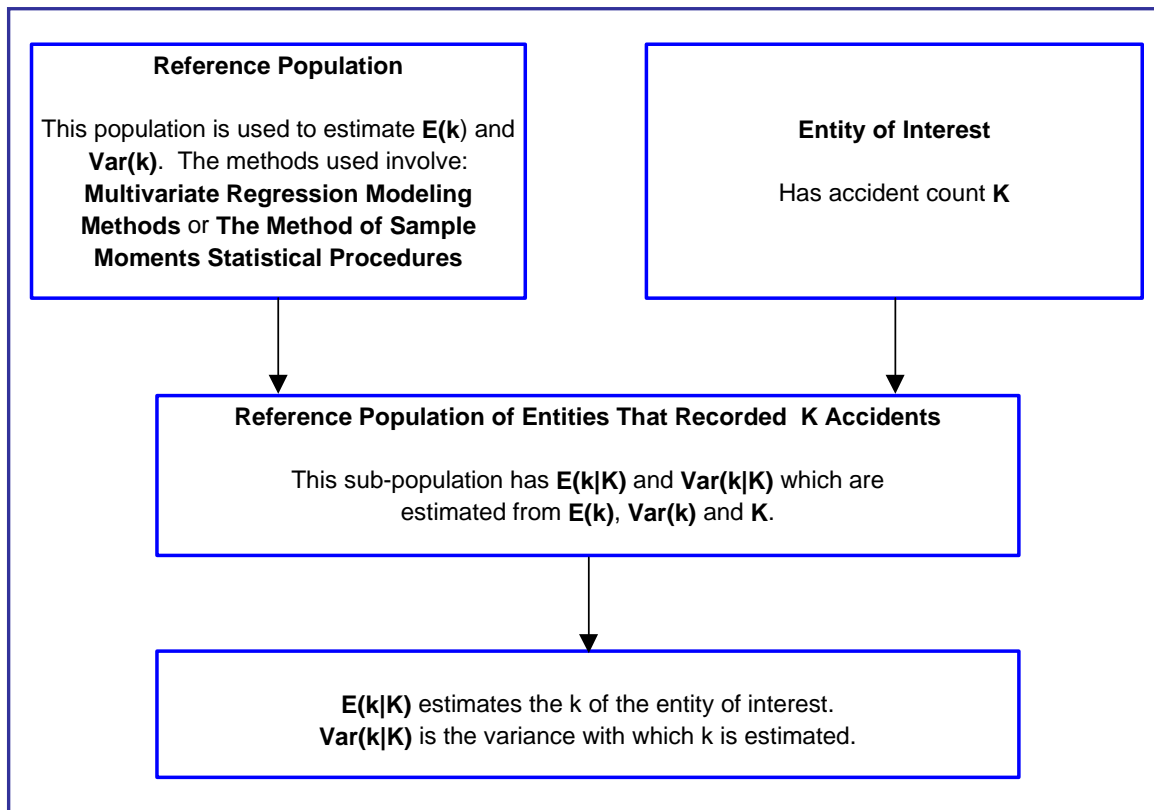 Reference Population
This population is used to estimate E(k) and
Var(k). The methods used involve:
Multivariate Regression Modeling
Methods or The Method of Sample
Moments Statistical Procedures
Entity of Interest
Has accident count K
Reference Population of Entities That Recorded K Accidents
This sub-population has E(k|K) and Var(k|K) which are
estimated from E(k), Var(k) and K.
E(k|K) estimates the k of the entity of interest.
Var(k|K) is the variance with which k is estimated.